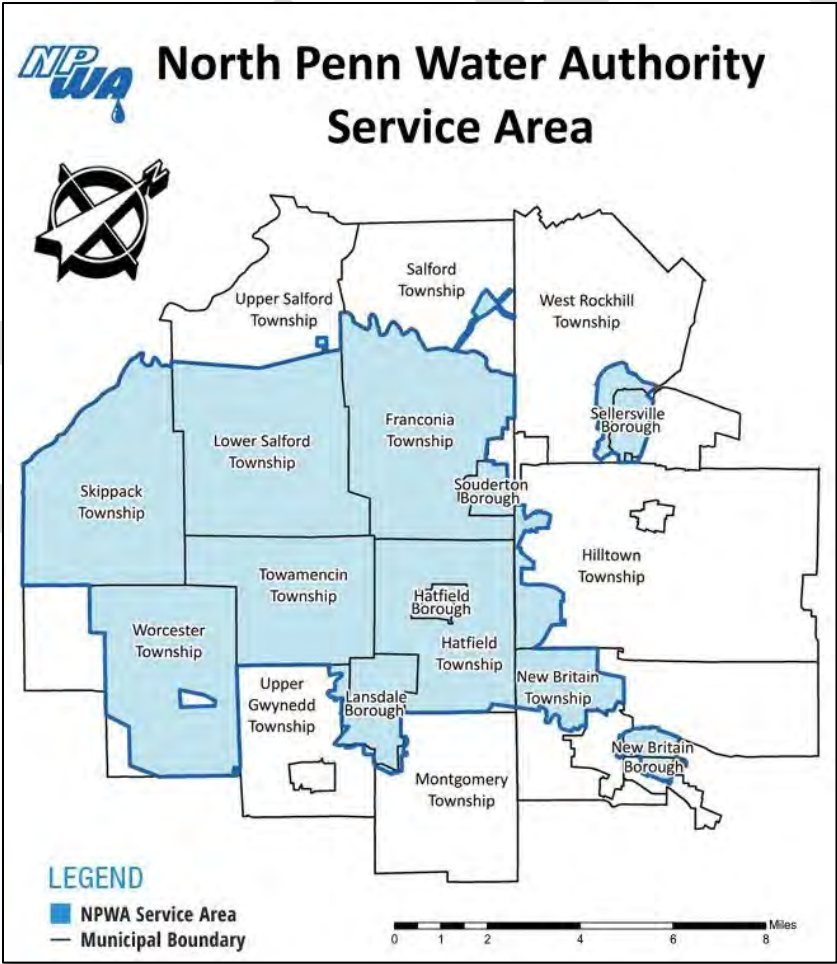 NPWA
North Penn Water Authority
Service Area
N
Salford
Township
Upper Salford
Township
West Rockhill
Township
Sellersville
Borough
Franconia
Township
Lower Salford
Township
Skippack
Township
Souderton
Borough
Hilltown
Township
Towamencin
Township
Hatfield
Borough
Worcester
Township
Hatfield
Township
New Britain
Township
Upper
Gwynedd
Township
Lansdale
Borough
New Britain
Borough
Montgomery
Township
LEGEND
NPWA Service Area
Municipal Boundary
Miles
0 1 2 4 6 8